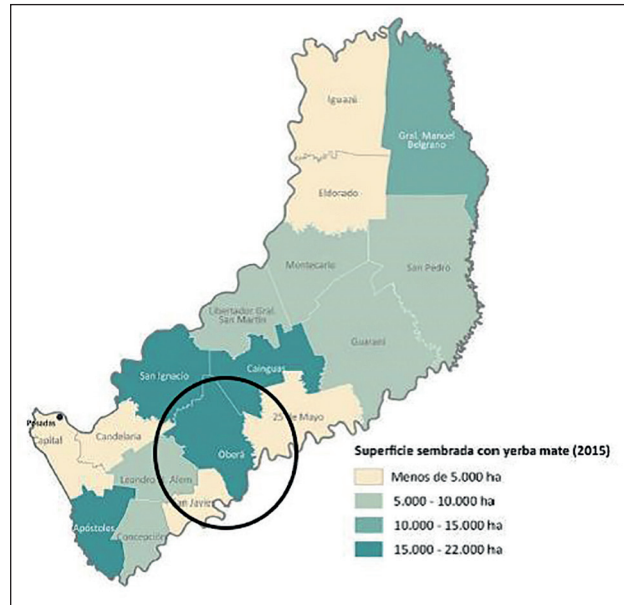 Iguazú
Gral. Manuel
Belgrano
Eldorado
Montecarlo
San Pedro
Libertador Gral.
San Martín
Guaraní
San Ignacio
Cainguas
25 de Mayo
Posadas
Capital
Candelaria
Oberá
Leandro N. Alem
San Javier
Apóstoles
Concepción
Superficie sembrada con yerba mate (2015)
Menos de 5.000 ha
5.000 - 10.000 ha
10.000 - 15.000 ha
15.000 - 22.000 ha